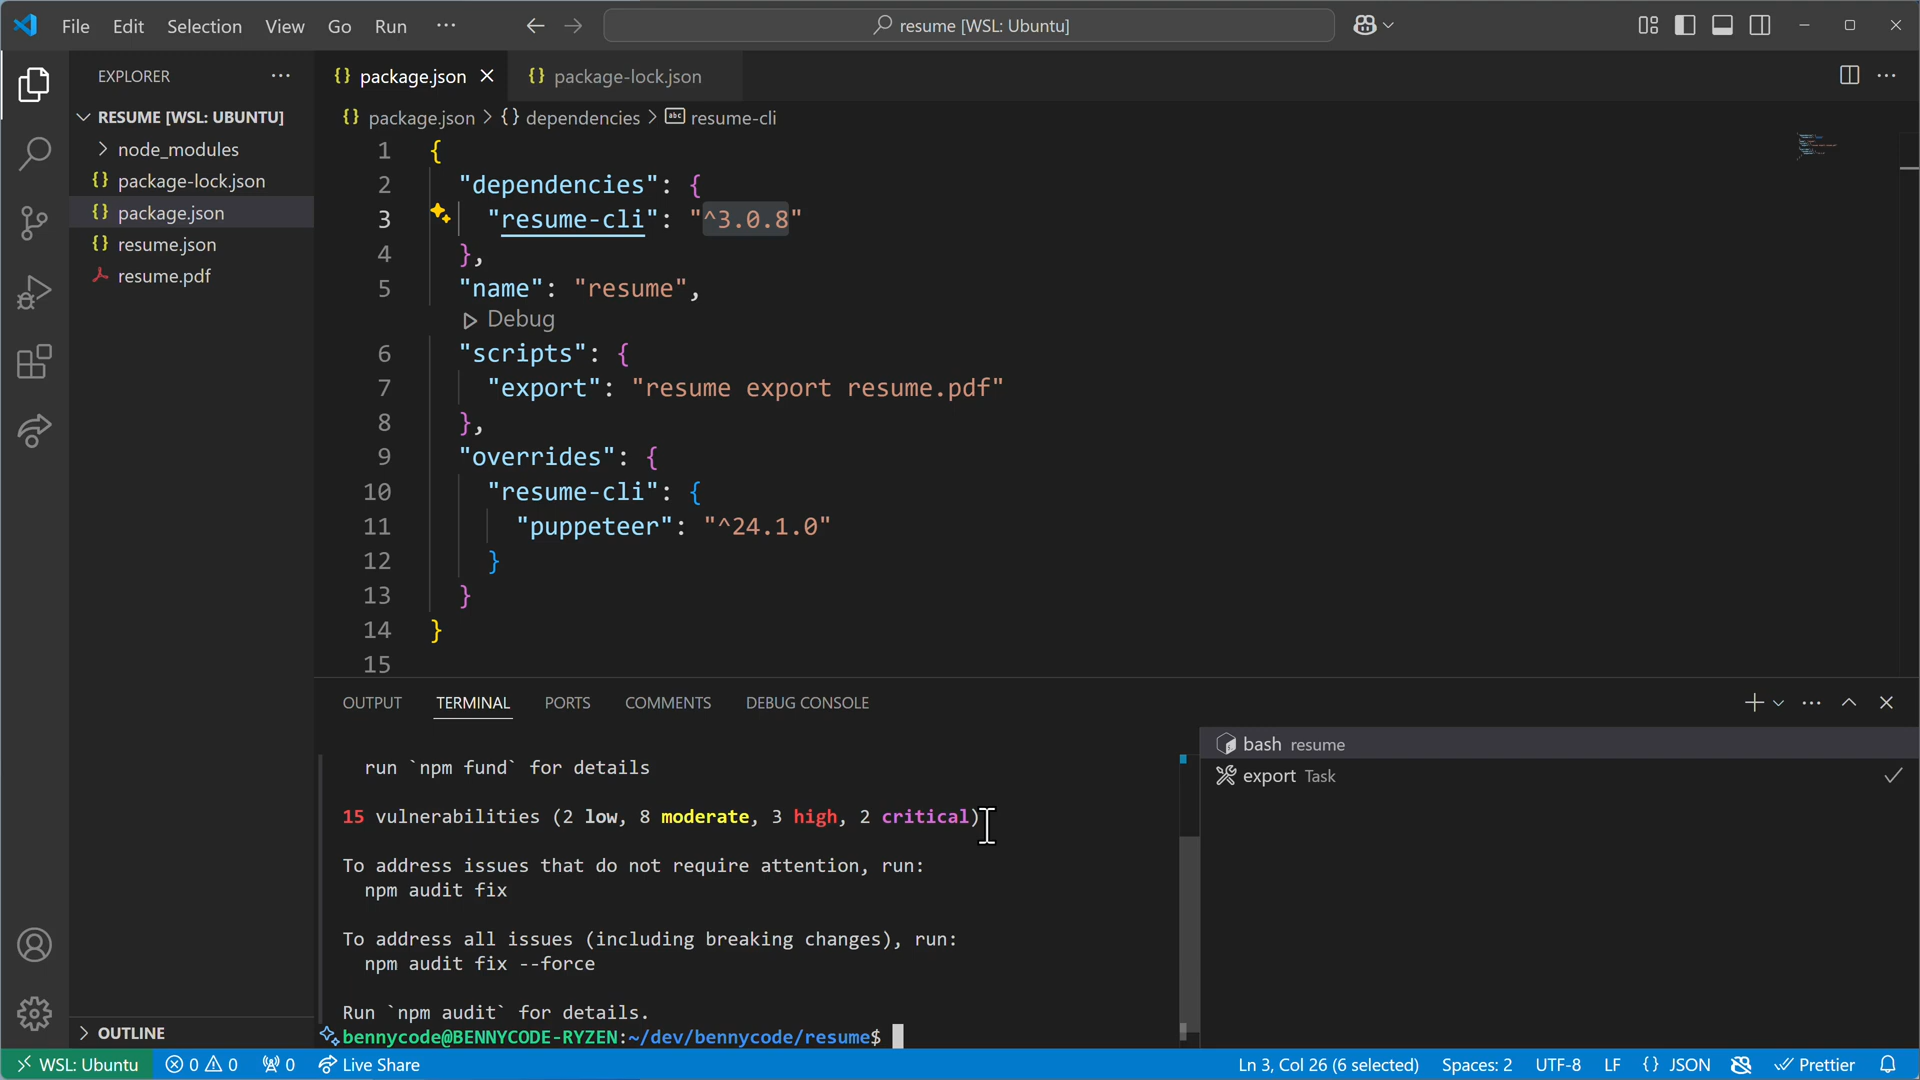 File Edit Selection View Go Run ···
resume [WSL: Ubuntu]
EXPLORER ···
RESUME [WSL: UBUNTU]
node_modules
{} package-lock.json
{} package.json
{} resume.json
resume.pdf
OUTLINE
{} package.json
{} package-lock.json
{} package.json > {} dependencies > abc resume-cli
1 {
2 "dependencies": {
3 "resume-cli": "^3.0.8"
4 },
5 "name": "resume",
Debug
6 "scripts": {
7 "export": "resume export resume.pdf"
8 },
9 "overrides": {
10 "resume-cli": {
11 "puppeteer": "^24.1.0"
12 }
13 }
14 }
15
OUTPUT TERMINAL PORTS COMMENTS DEBUG CONSOLE
run `npm fund` for details
15 vulnerabilities (2 low, 8 moderate, 3 high, 2 critical)
To address issues that do not require attention, run:
npm audit fix
To address all issues (including breaking changes), run:
npm audit fix --force
Run `npm audit` for details.
bennycode@BENNYCODE-RYZEN:~/dev/bennycode/resume$
bash resume
export Task
WSL: Ubuntu 0 0 0 Live Share Ln 3, Col 26 (6 selected) Spaces: 2 UTF-8 LF {} JSON Prettier